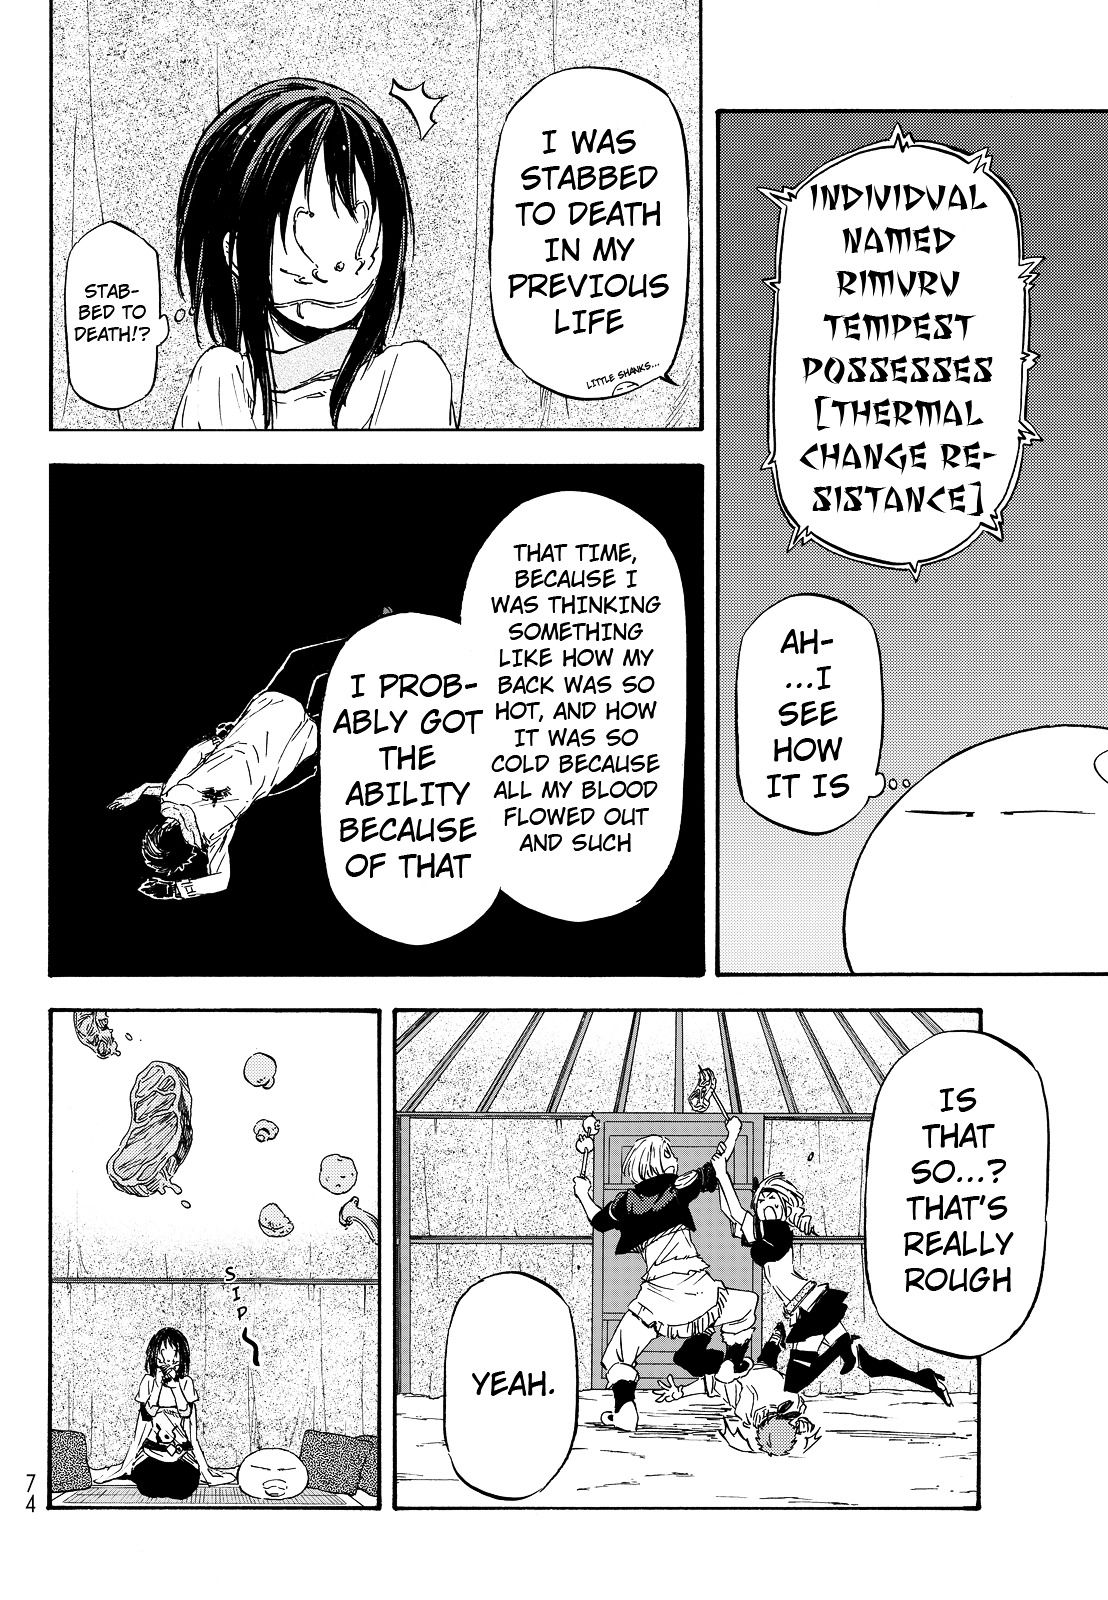 INDIVIDUAL
NAMED
RIMURU
TEMPEST
POSSESSES
[THERMAL
CHANGE RE-
SISTANCE]
AH-
...I
SEE
HOW
IT IS
I WAS
STABBED
TO DEATH
IN MY
PREVIOUS
LIFE
LITTLE SHANKS...
STAB-
BED TO
DEATH!?
THAT TIME,
BECAUSE I
WAS THINKING
SOMETHING
LIKE HOW MY
BACK WAS SO
HOT, AND HOW
IT WAS SO
COLD BECAUSE
ALL MY BLOOD
FLOWED OUT
AND SUCH
I PROB-
ABLY GOT
THE
ABILITY
BECAUSE
OF THAT
IS
THAT
SO...?
THAT'S
REALLY
ROUGH
YEAH.
SIP~
74